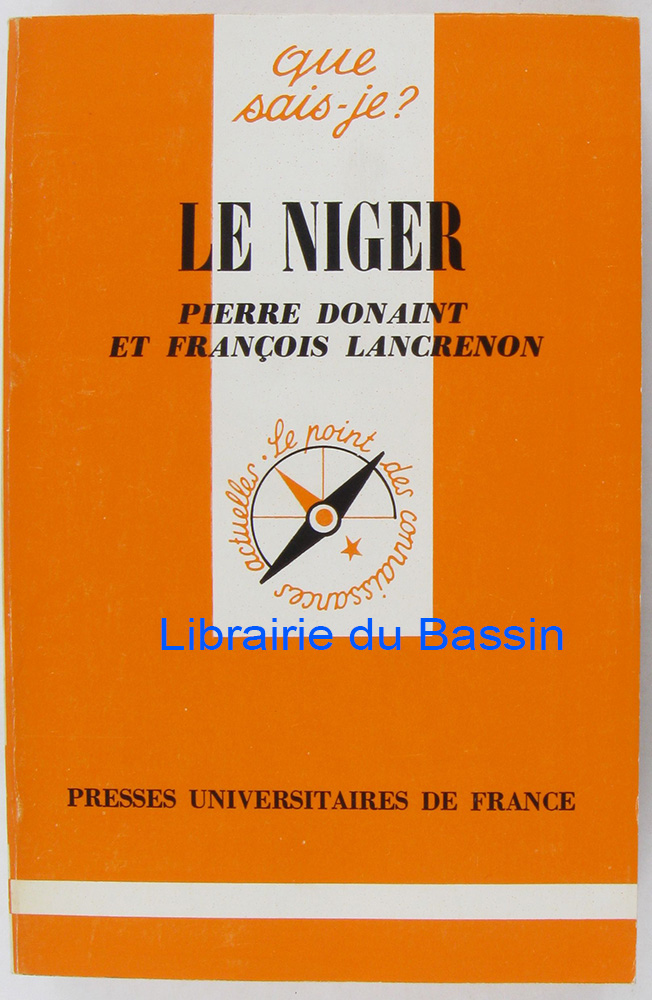 que
sais-je?
LE NIGER
PIERRE DONAINT
ET FRANÇOIS LANCRENON
Le point des connaissances actuelles.
Librairie du Bassin
PRESSES UNIVERSITAIRES DE FRANCE